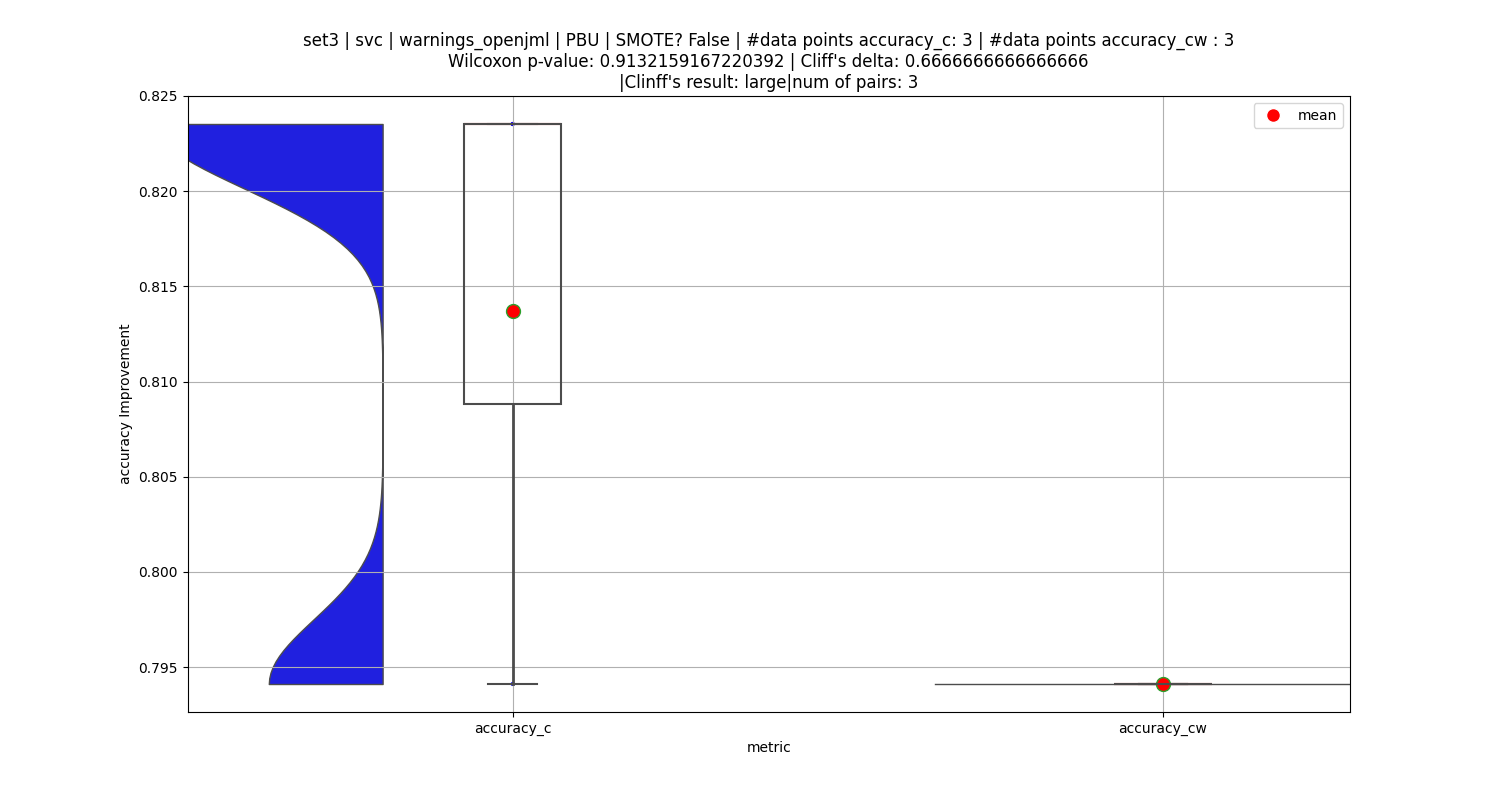 set3 | svc | warnings_openjml | PBU | SMOTE? False | #data points accuracy_c: 3 | #data points accuracy_cw : 3
Wilcoxon p-value: 0.9132159167220392 | Cliff's delta: 0.6666666666666666
|Clinff's result: large|num of pairs: 3
mean
accuracy Improvement
0.825
0.820
0.815
0.810
0.805
0.800
0.795
accuracy_c
accuracy_cw
metric